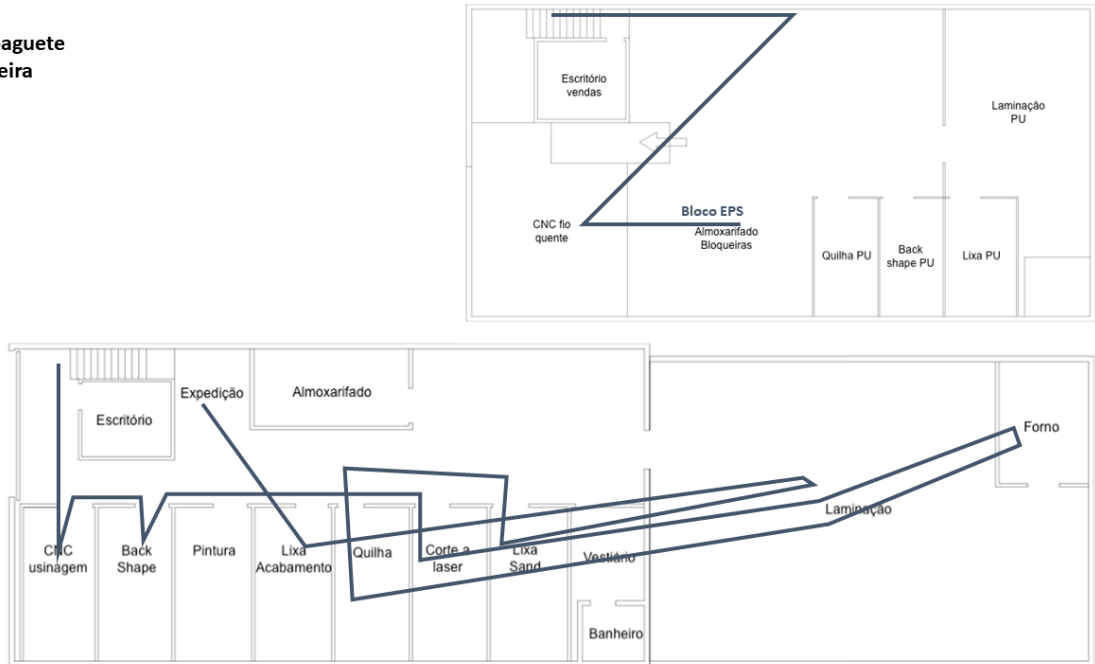 aguete
eira
Escritório
vendas
Laminação
PU
Bloco EPS
CNC fio
quente
Almoxarifado
Bloqueiras
Quilha PU
Back
shape PU
Lixa PU
Expedição
Almoxarifado
Escritório
Forno
Laminação
CNC
usinagem
Back
Shape
Pintura
Lixa
Acabamento
Quilha
Corte a
laser
Lixa
Sand
Vestiário
Banheiro